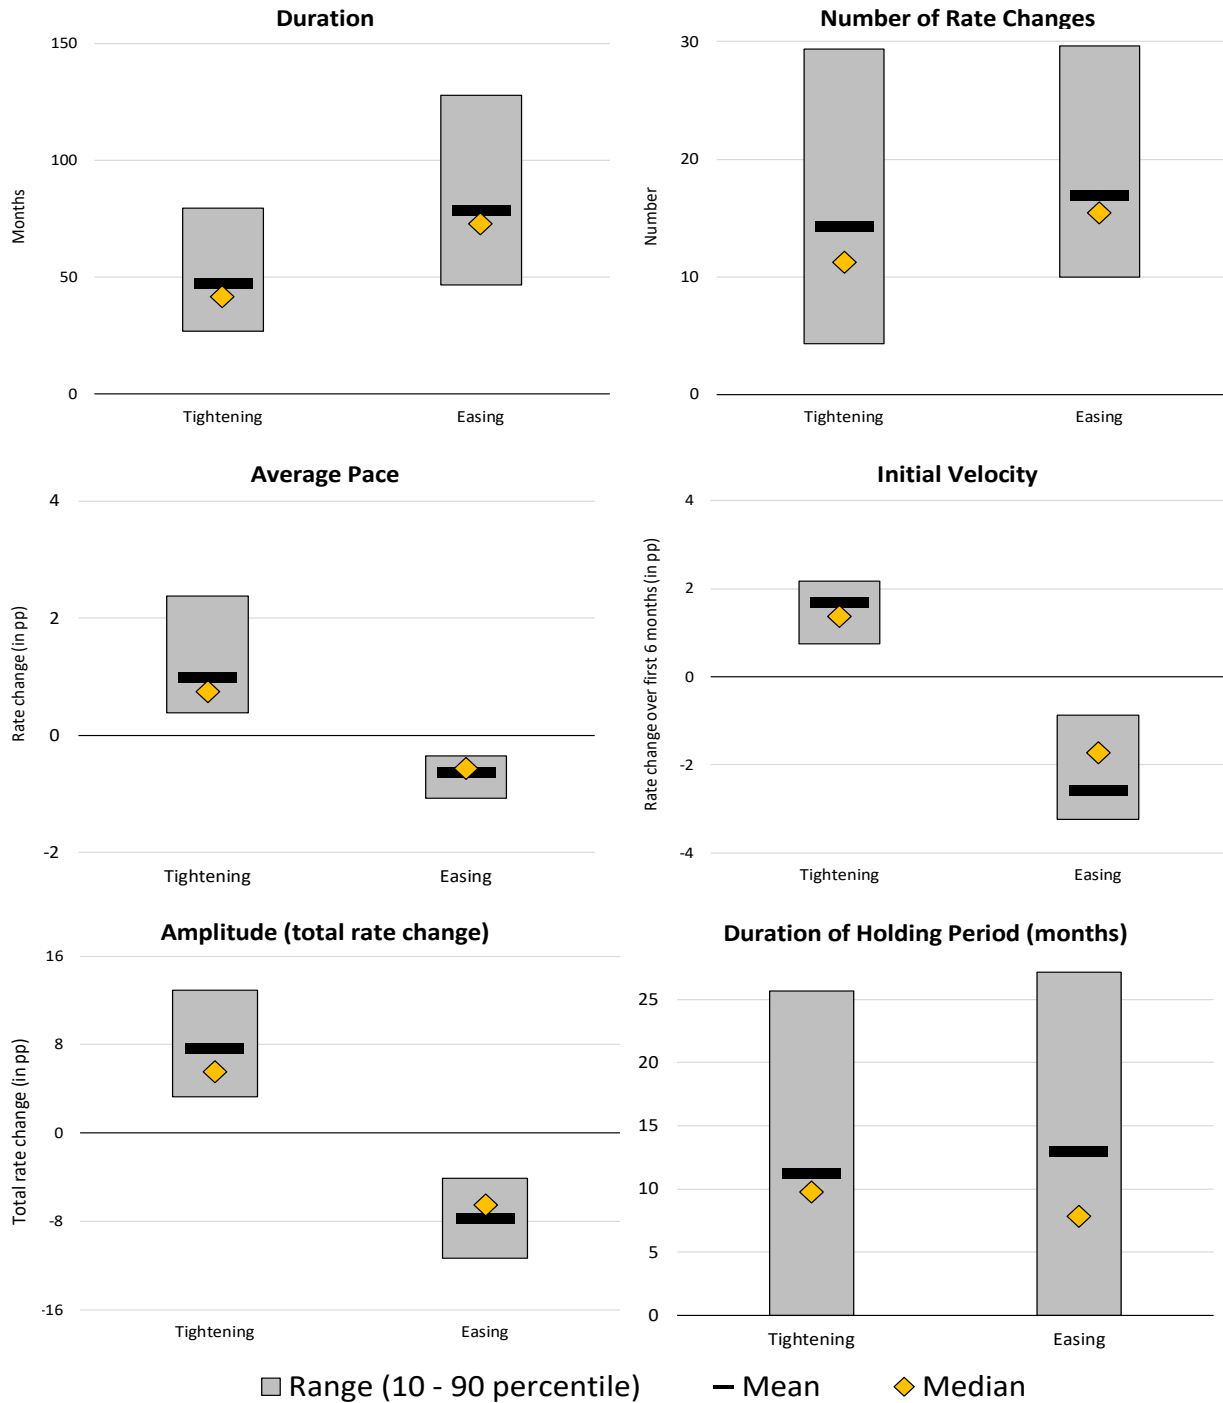 Duration
Months
150
100
50
0
Tightening
Easing
Number of Rate Changes
Number
30
20
10
0
Tightening
Easing
Average Pace
Rate change (in pp)
4
2
0
-2
Tightening
Easing
Initial Velocity
Rate change over first 6 months (in pp)
4
2
0
-2
-4
Tightening
Easing
Amplitude (total rate change)
Total rate change (in pp)
16
8
0
-8
-16
Tightening
Easing
Duration of Holding Period (months)
25
20
15
10
5
0
Tightening
Easing
Range (10 - 90 percentile)
Mean
Median